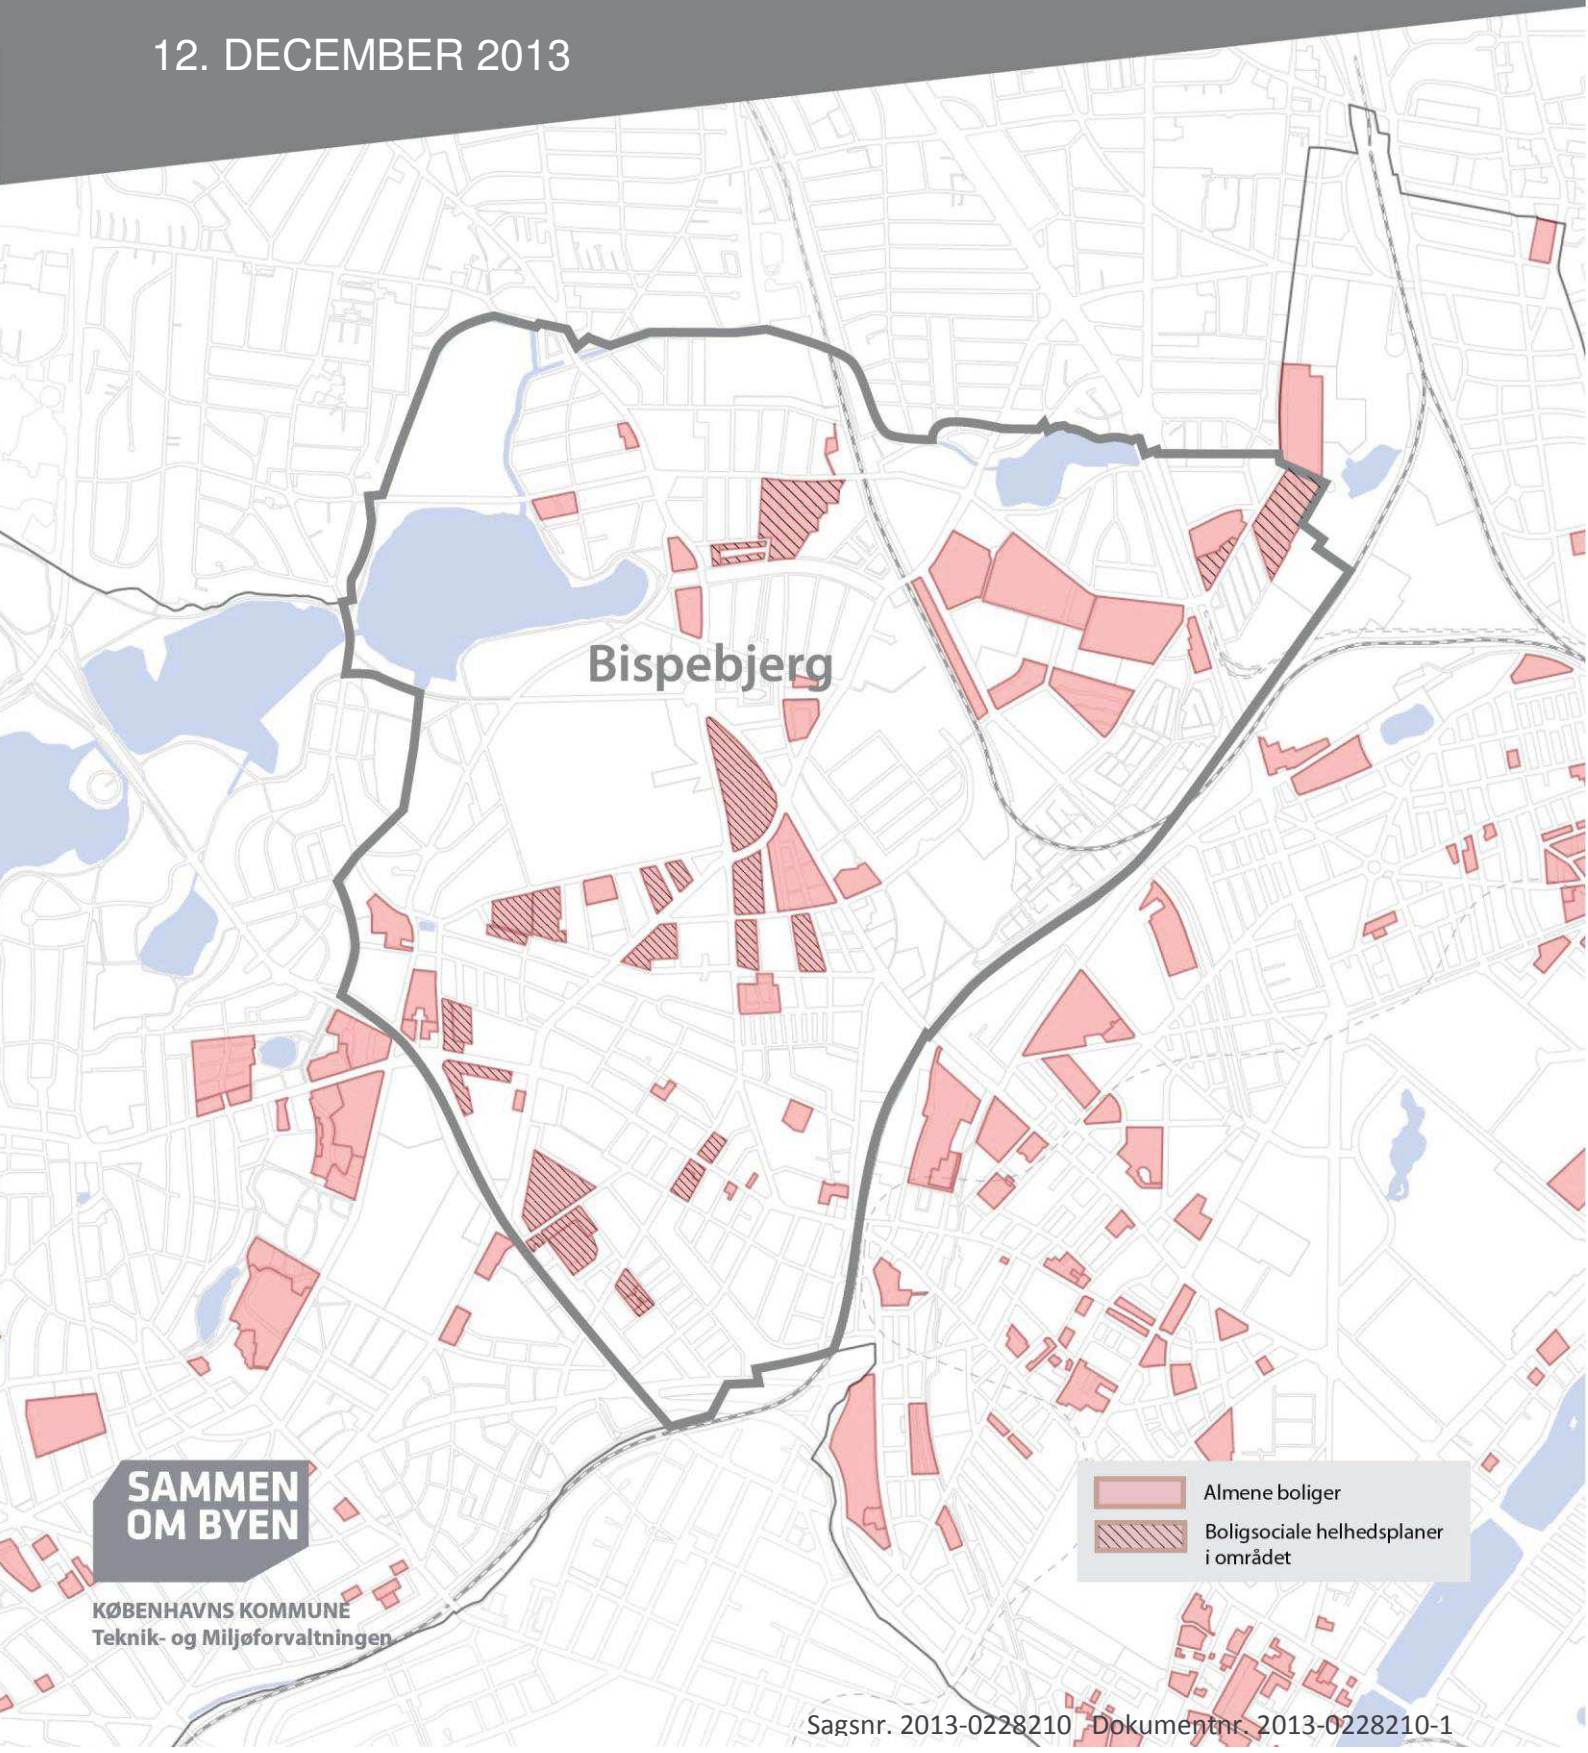 12. DECEMBER 2013
Bispebjerg
SAMMEN
OM BYEN
KØBENHAVNS KOMMUNE
Teknik- og Miljøforvaltningen
Almene boliger
Boligsociale helhedsplaner
i området
Sagsnr. 2013-0228210 Dokumentnr. 2013-0228210-1